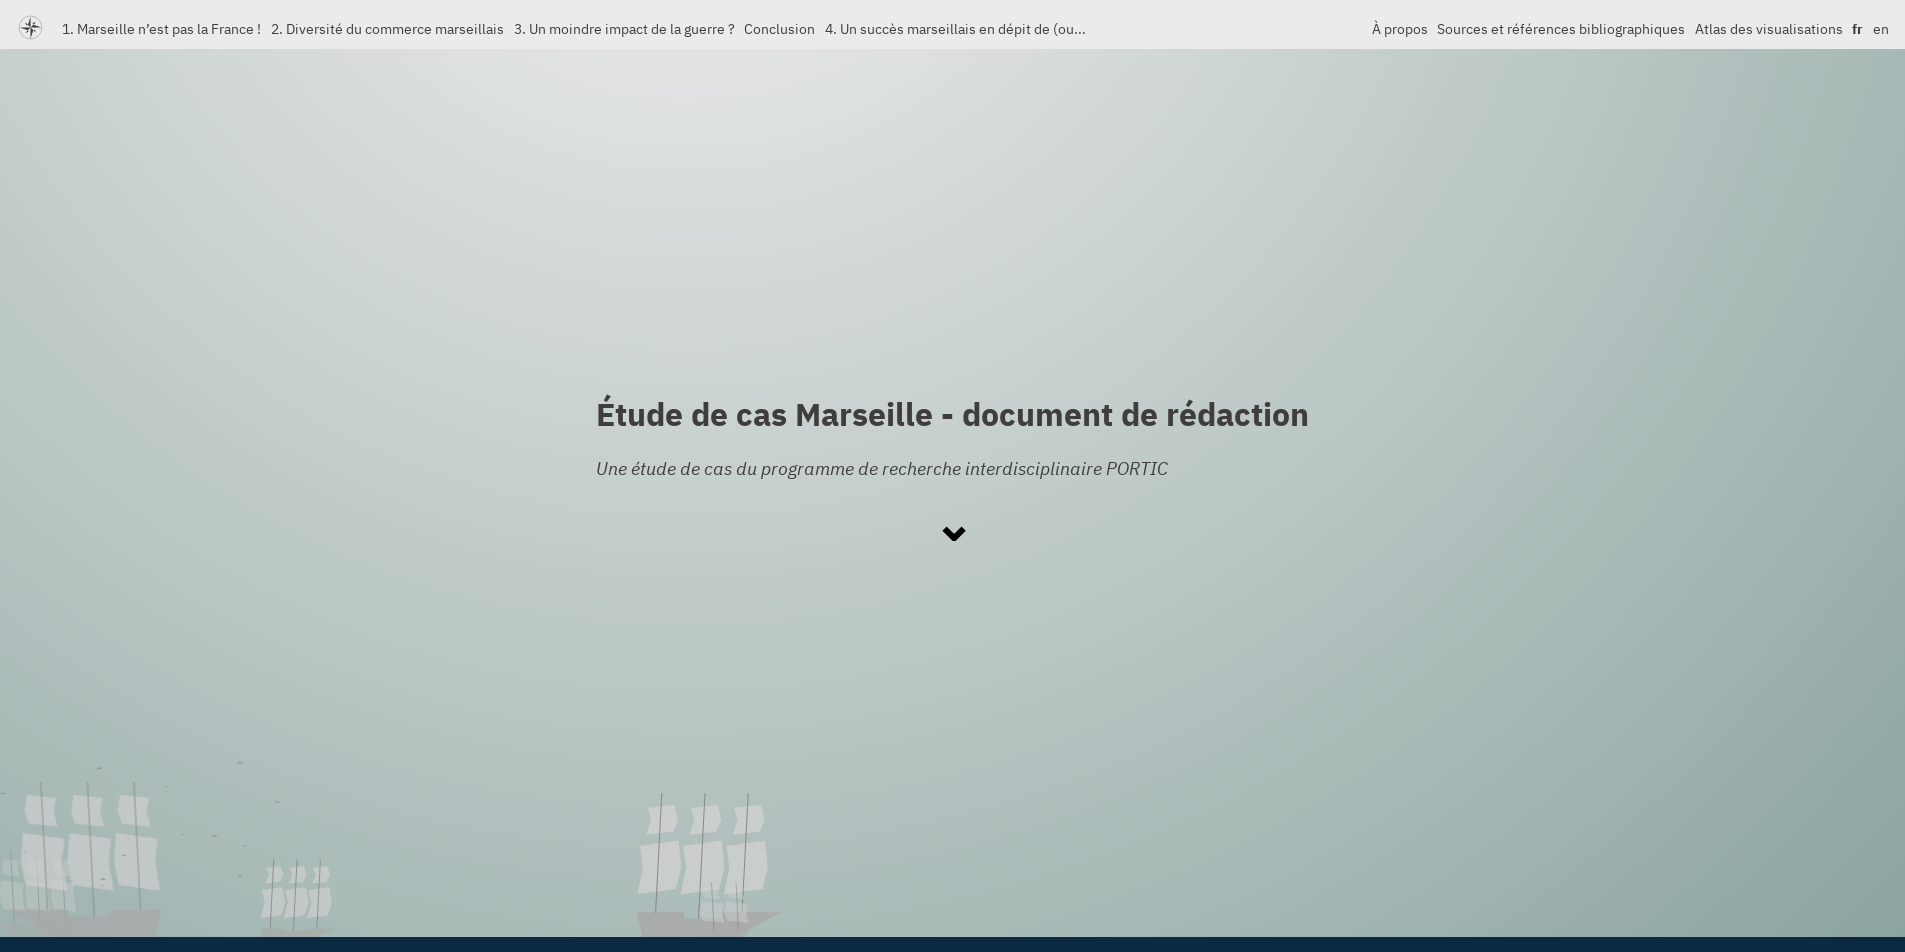 1. Marseille n’est pas la France ! 2. Diversité du commerce marseillais 3. Un moindre impact de la guerre ? Conclusion 4. Un succès marseillais en dépit de (ou... À propos Sources et références bibliographiques Atlas des visualisations fr en
Étude de cas Marseille - document de rédaction
Une étude de cas du programme de recherche interdisciplinaire PORTIC